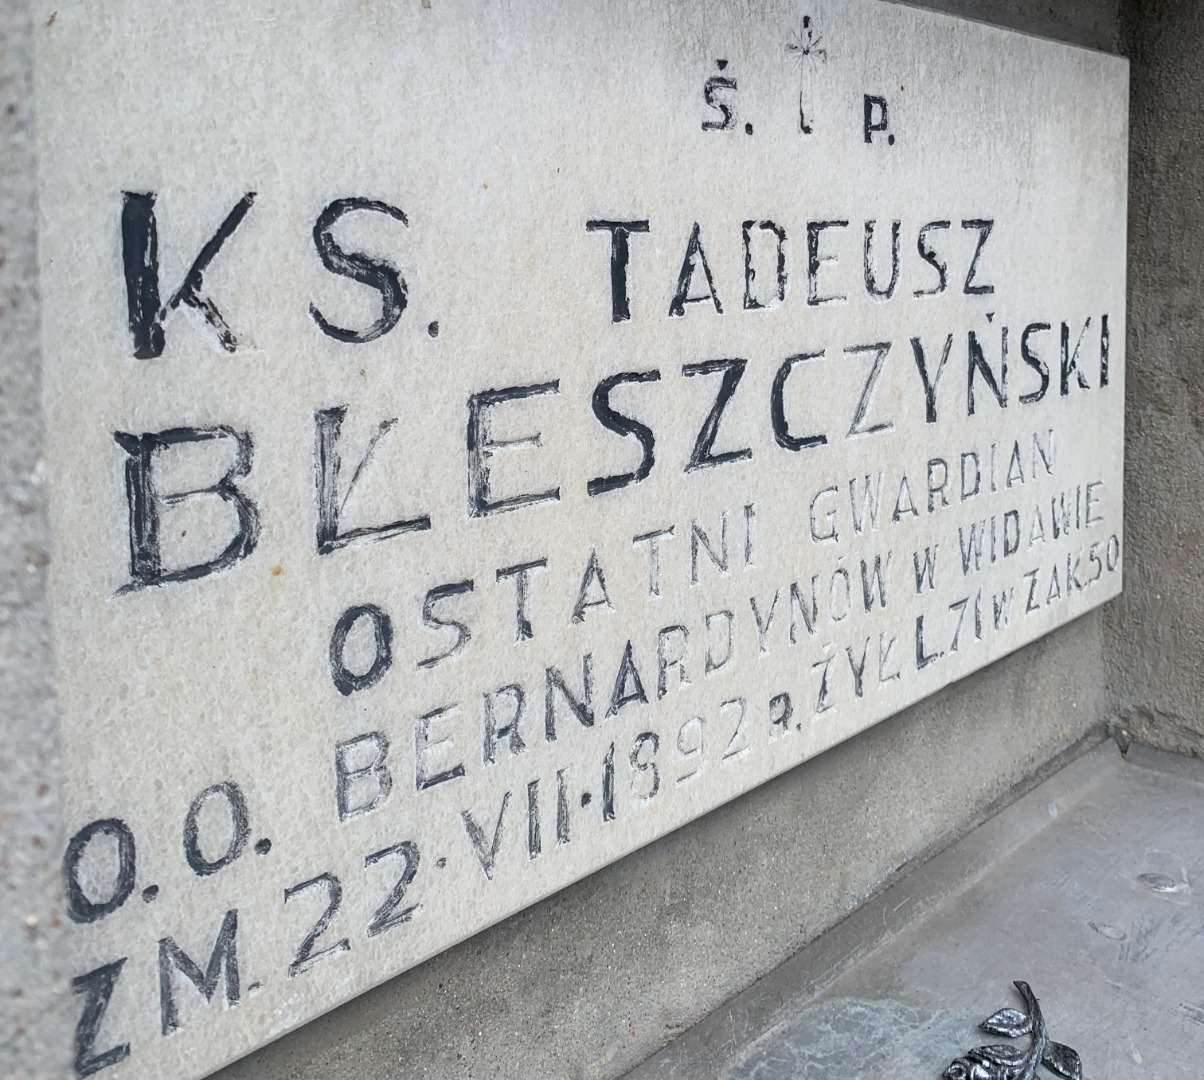 Ś. P.
KS. TADEUSZ
BŁESZCZYŃSKI
OSTATNI GWARDIAN
O.O. BERNARDYNÓW W WIDAWIE
ZM. 22·VII·1892 R. ŻYŁ L.71 W ZAK.50